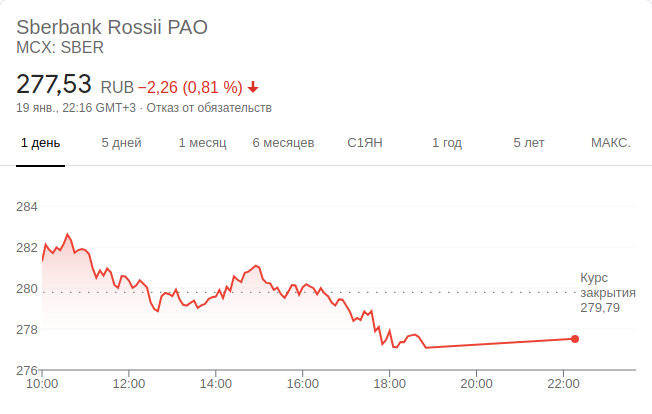 Sberbank Rossii PAO
MCX: SBER
277,53 RUB −2,26 (0,81 %) ↓
19 янв., 22:16 GMT+3 · Отказ от обязательств
1 день 5 дней 1 месяц 6 месяцев С1ЯН 1 год 5 лет МАКС.
284
282
280
278
276
Курс
закрытия
279,79
10:00 12:00 14:00 16:00 18:00 20:00 22:00